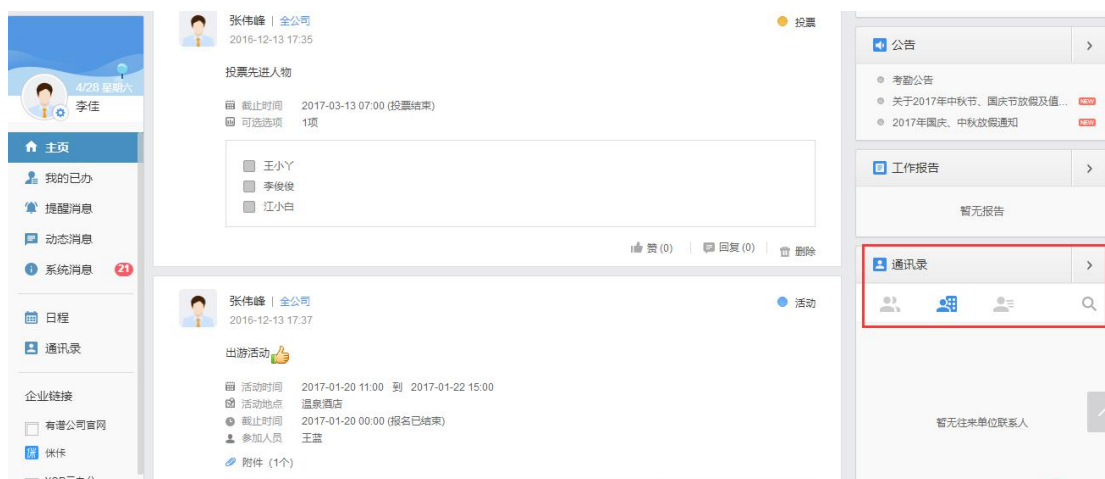 4/28 星期六
李佳
主页
我的已办
提醒消息
动态消息
系统消息 21
日程
通讯录
企业链接
有谱公司官网
咪 咪卡
张伟峰 | 全公司
投票
2016-12-13 17:35
投票先进人物
截止时间 2017-03-13 07:00 (投票结束)
可选选项 1项
王小丫
李俊俊
江小白
赞 (0) 回复 (0) 删除
张伟峰 | 全公司
活动
2016-12-13 17:37
出游活动
活动时间 2017-01-20 11:00 到 2017-01-22 15:00
活动地点 温泉酒店
截止时间 2017-01-20 00:00 (报名已结束)
参加人员 王蓝
附件 (1个)
公告
考勤公告
关于2017年中秋节、国庆节放假及值... NEW
2017年国庆、中秋放假通知 NEW
工作报告
暂无报告
通讯录
暂无往来单位联系人